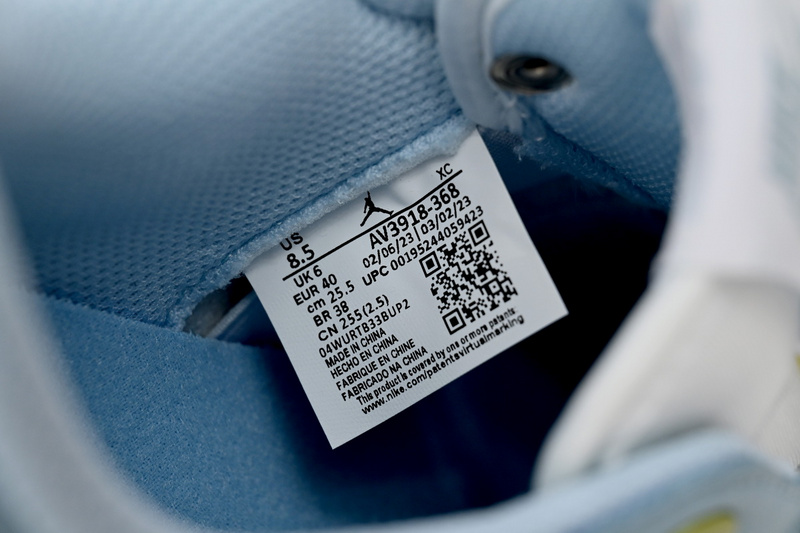 XC
US
8.5
AV3918-368
UK 6
02/06/23 | 03/02/23
EUR 40
UPC 00195244059423
cm 25.5
BR 38
CN 255(2.5)
04WURTB33BUP2
MADE IN CHINA
HECHO EN CHINA
FABRIQUE EN CHINE
FABRICADO NA CHINA
This product is covered by one or more patents
www.nike.com/patentsvirtualmarking